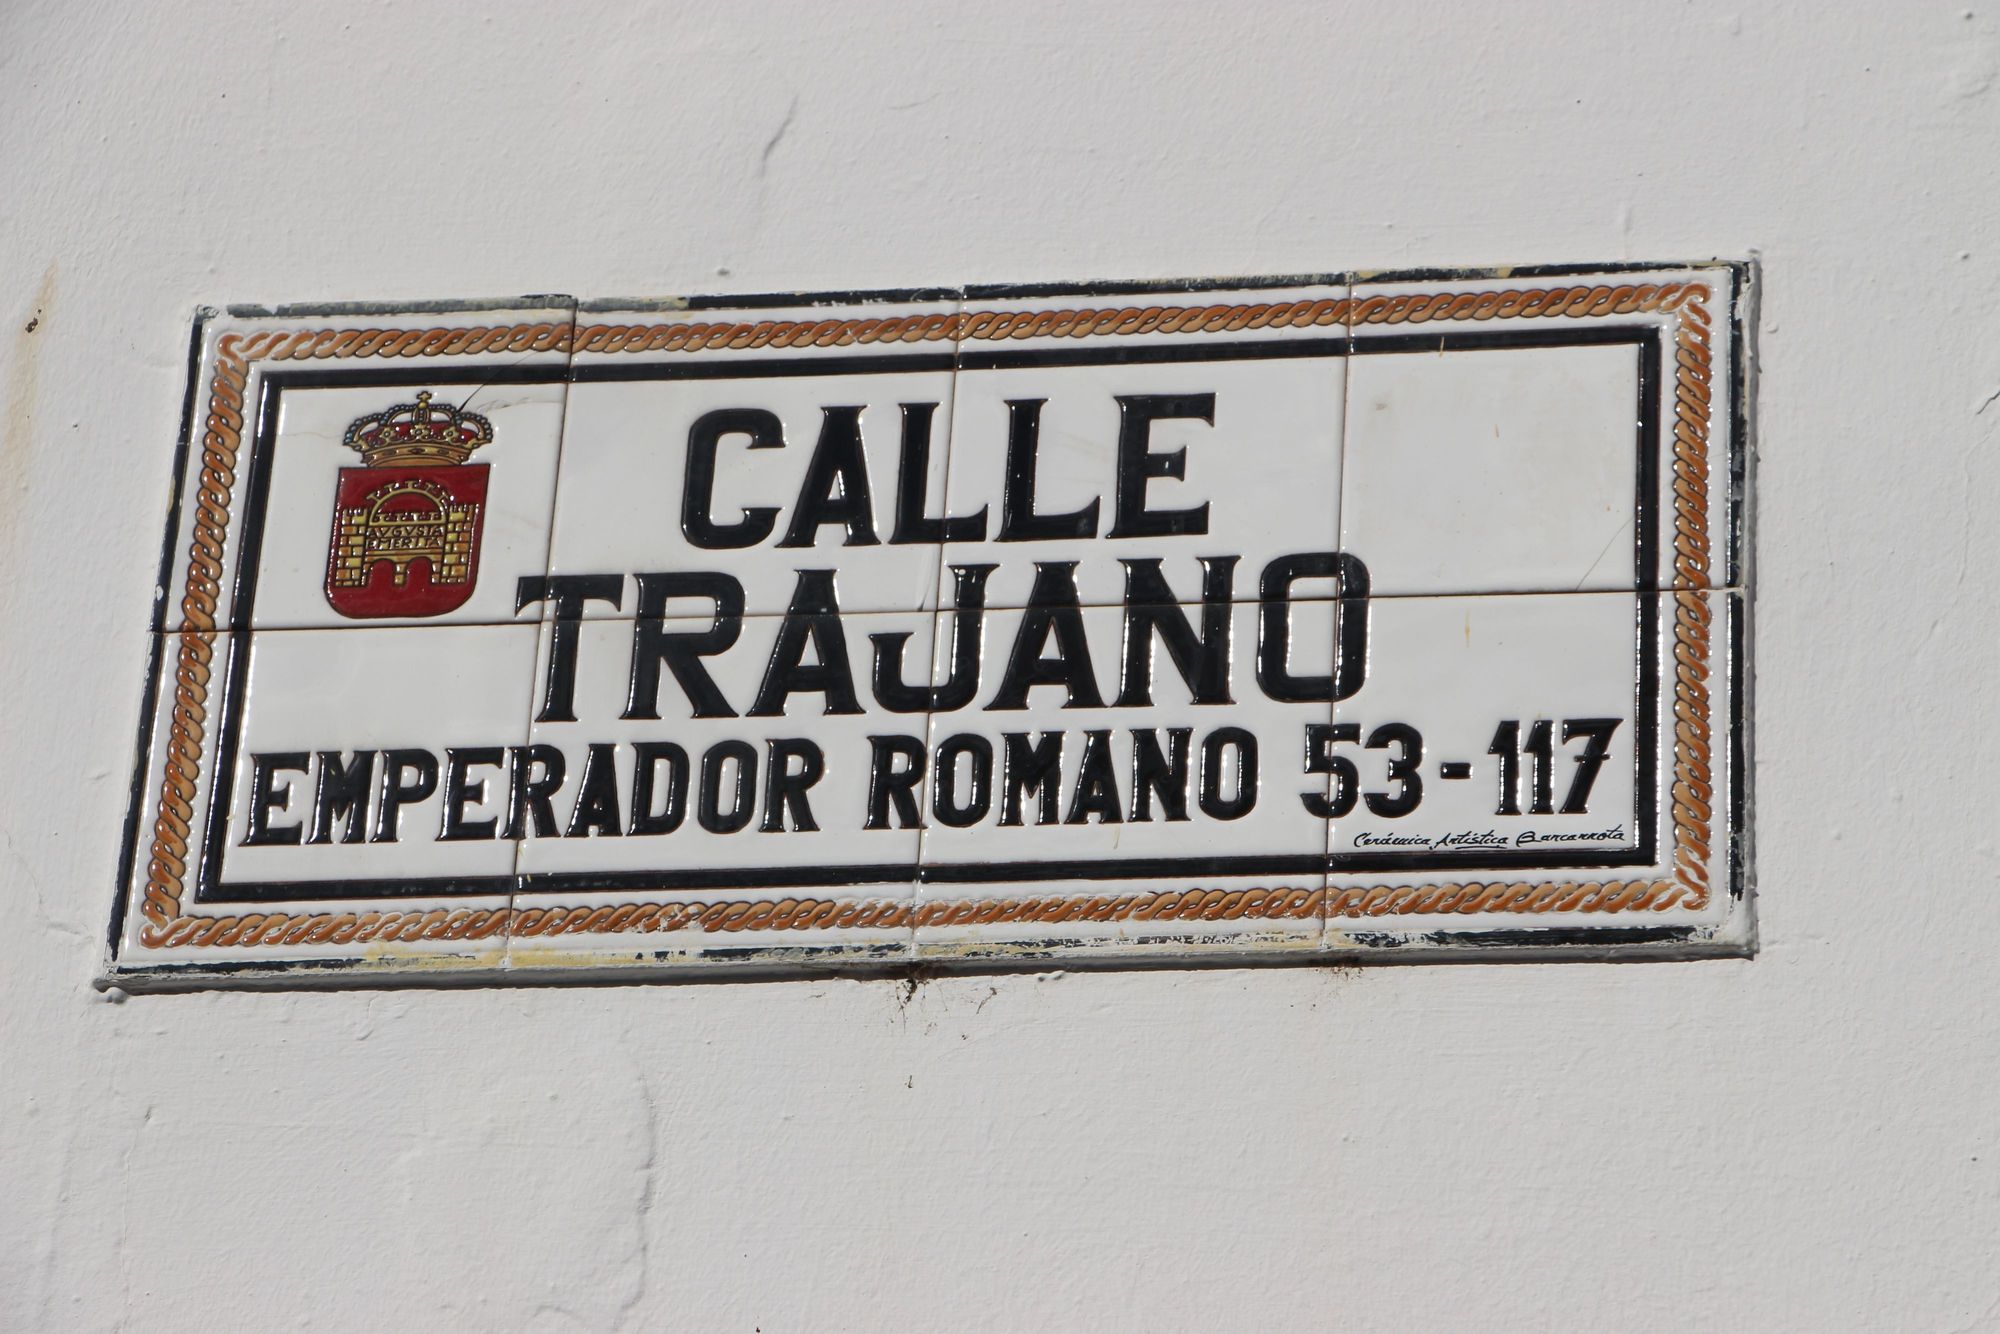 AVGVSTA
EMERITA
CALLE
TRAJANO
EMPERADOR ROMANO 53-117
Cerámica Artística Barcarrota